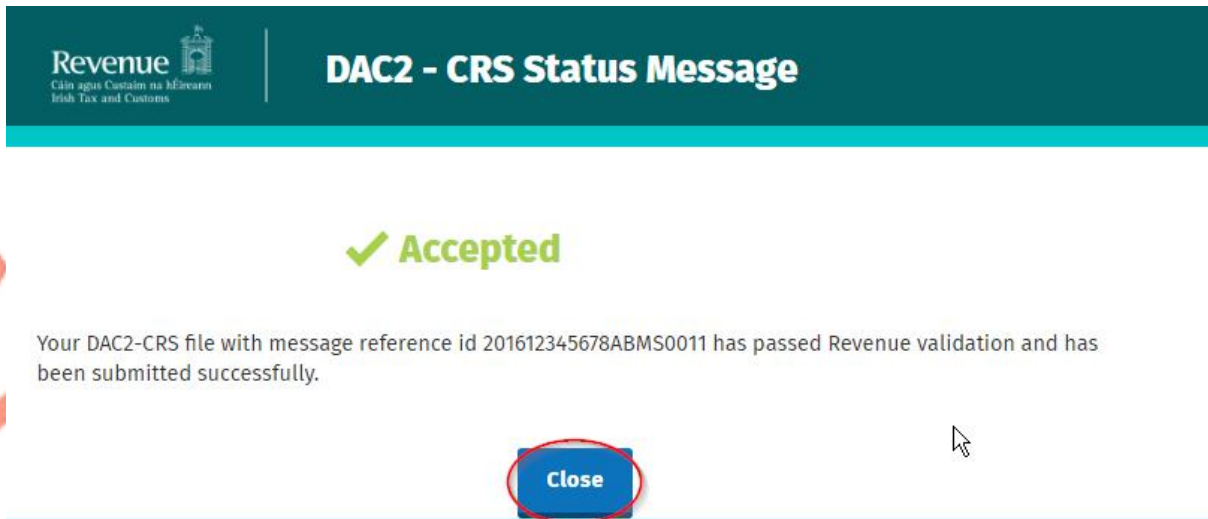 Revenue
Cáin agus Custaim na hÉireann
Irish Tax and Customs
DAC2 - CRS Status Message
Accepted
Your DAC2-CRS file with message reference id 201612345678ABMS0011 has passed Revenue validation and has
been submitted successfully.
Close